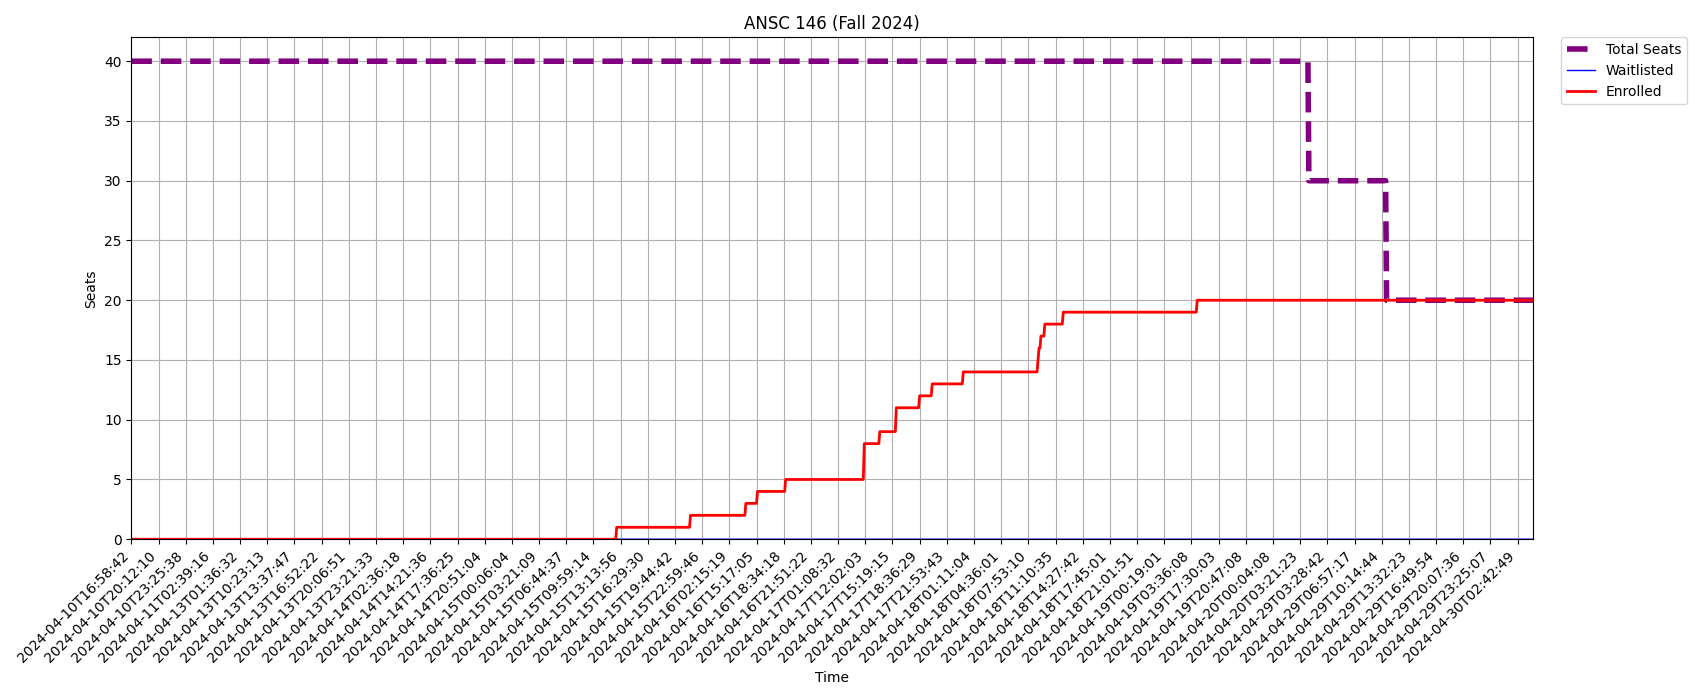 ANSC 146 (Fall 2024)
Total Seats
Waitlisted
Enrolled
40
35
30
25
20
15
10
5
0
Seats
2024-04-10T16:58:42
2024-04-10T20:12:10
2024-04-10T23:25:38
2024-04-11T02:39:16
2024-04-13T01:36:32
2024-04-13T10:23:13
2024-04-13T13:37:47
2024-04-13T16:52:22
2024-04-13T20:06:51
2024-04-13T23:21:33
2024-04-14T02:36:18
2024-04-14T14:21:36
2024-04-14T17:36:25
2024-04-14T20:51:04
2024-04-15T00:06:04
2024-04-15T03:21:09
2024-04-15T06:44:37
2024-04-15T09:59:14
2024-04-15T13:13:56
2024-04-15T16:29:30
2024-04-15T19:44:42
2024-04-15T22:59:46
2024-04-16T02:15:19
2024-04-16T15:17:05
2024-04-16T18:34:18
2024-04-16T21:51:22
2024-04-17T01:08:32
2024-04-17T12:02:03
2024-04-17T15:19:15
2024-04-17T18:36:29
2024-04-17T21:53:43
2024-04-18T01:11:04
2024-04-18T04:36:01
2024-04-18T07:53:10
2024-04-18T11:10:35
2024-04-18T14:27:42
2024-04-18T17:45:01
2024-04-18T21:01:51
2024-04-19T00:19:01
2024-04-19T03:36:08
2024-04-19T17:30:03
2024-04-19T20:47:08
2024-04-20T00:04:08
2024-04-20T03:21:23
2024-04-29T03:28:42
2024-04-29T06:57:17
2024-04-29T10:14:44
2024-04-29T13:32:23
2024-04-29T16:49:54
2024-04-29T20:07:36
2024-04-29T23:25:07
2024-04-30T02:42:49
Time